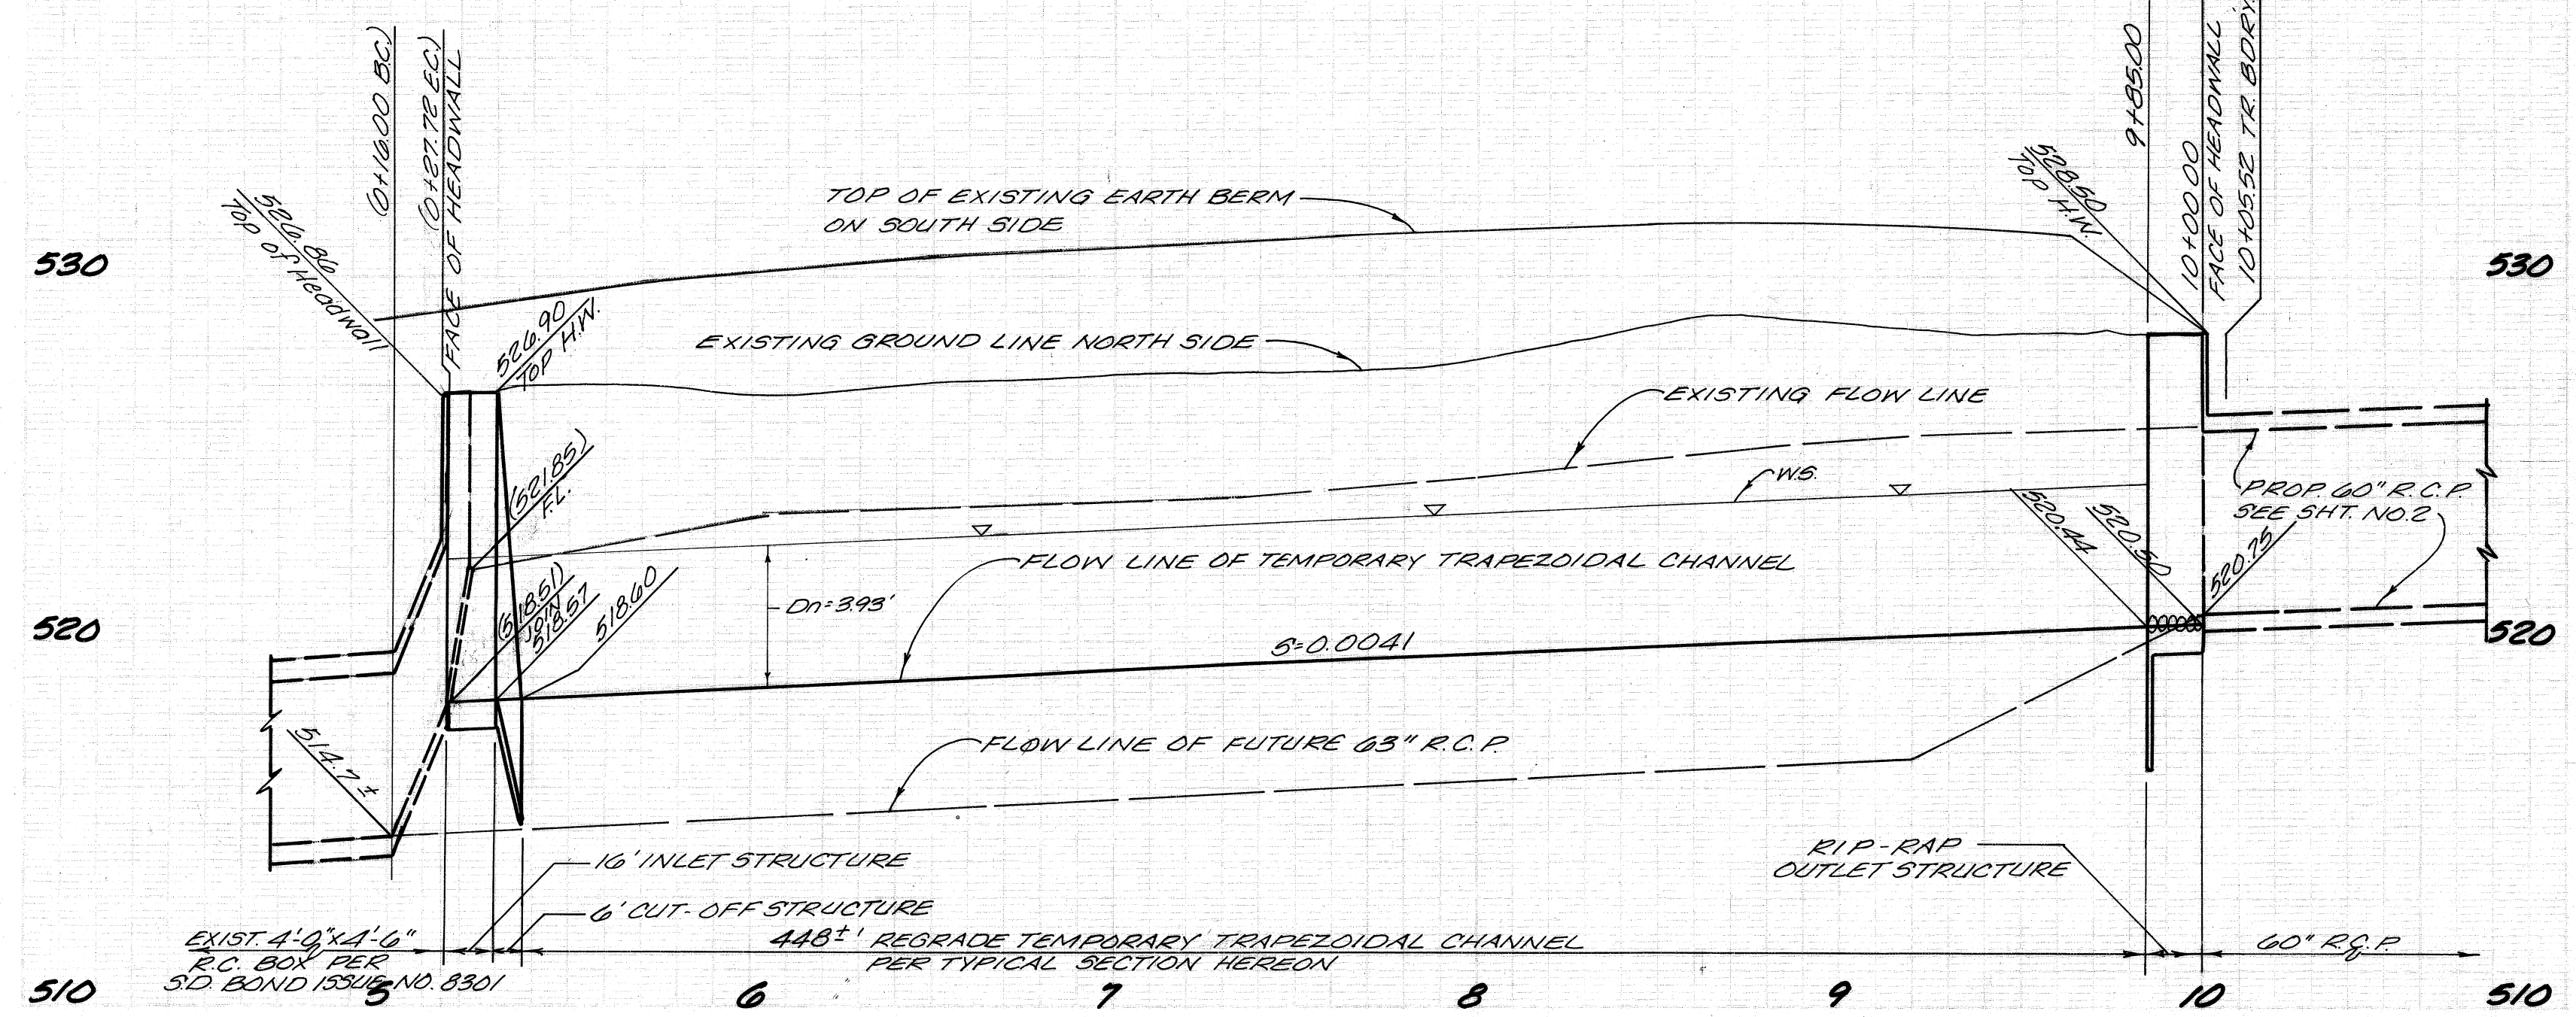 (0+16.00 B.C.)
(0+27.72 E.C.)
FACE OF HEADWALL
526.86
Top of Headwall
526.90
TOP H.W.
TOP OF EXISTING EARTH BERM
ON SOUTH SIDE
9+85.00
10+00.00
FACE OF HEADWALL
10+05.52 TR. BDRY.
528.50
TOP H.W.
530
530
EXISTING GROUND LINE NORTH SIDE
EXISTING FLOW LINE
(521.85)
F.L.
W.S.
520.44
520.50
520.75
PROP. 60" R.C.P.
SEE SHT. NO. 2
FLOW LINE OF TEMPORARY TRAPEZOIDAL CHANNEL
(518.51)
JOIN
518.57
518.60
Dn=3.93'
520
520
S=0.0041
514.7±
FLOW LINE OF FUTURE 63" R.C.P.
16' INLET STRUCTURE
RIP-RAP
OUTLET STRUCTURE
6' CUT-OFF STRUCTURE
EXIST. 4'-0"x4'-6"
R.C. BOX PER
S.D. BOND ISSUE NO. 8301
448±' REGRADE TEMPORARY TRAPEZOIDAL CHANNEL
PER TYPICAL SECTION HEREON
60" R.C.P.
510
5
6
7
8
9
10
510